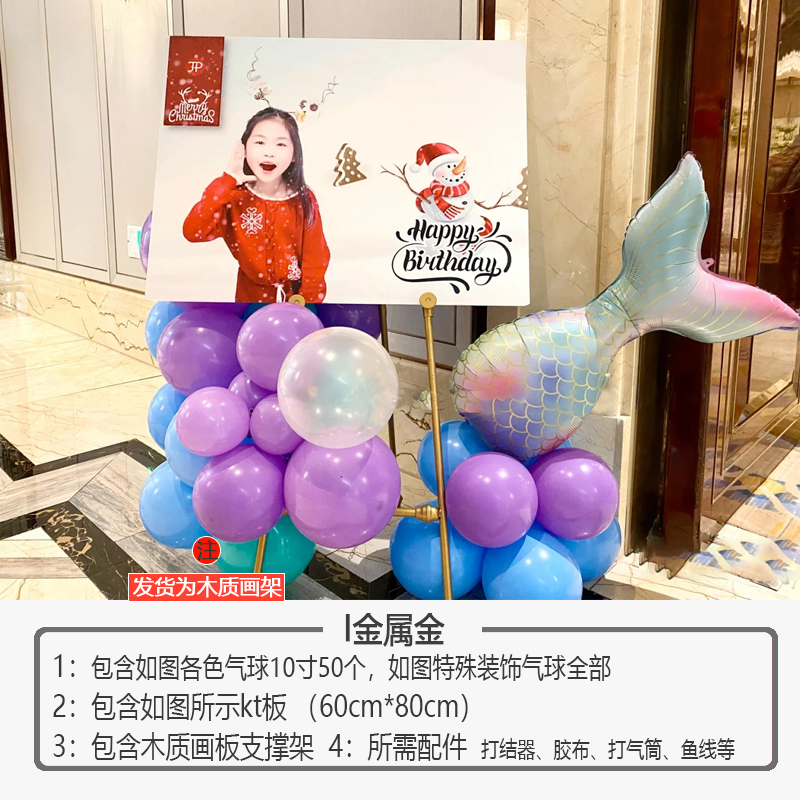 JP
Merry
Christmas
Happy
Birthday
注
发货为木质画架
I金属金
1：包含如图各色气球10寸50个，如图特殊装饰气球全部
2：包含如图所示kt板 （60cm*80cm）
3：包含木质画板支撑架 4：所需配件 打结器、胶布、打气筒、鱼线等